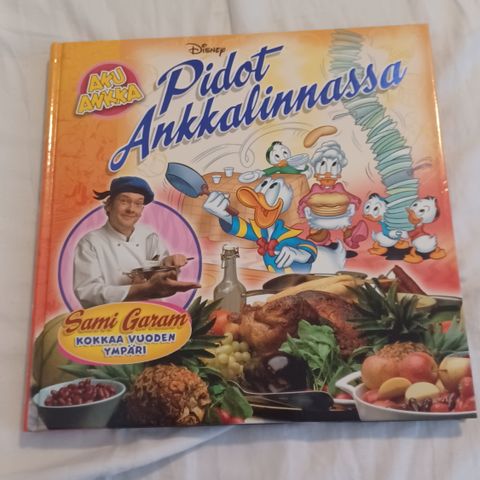 Disney
AKU
ANKKA
Pidot
Ankkalinnassa
Sami Garam
KOKKAA VUODEN
YMPÄRI